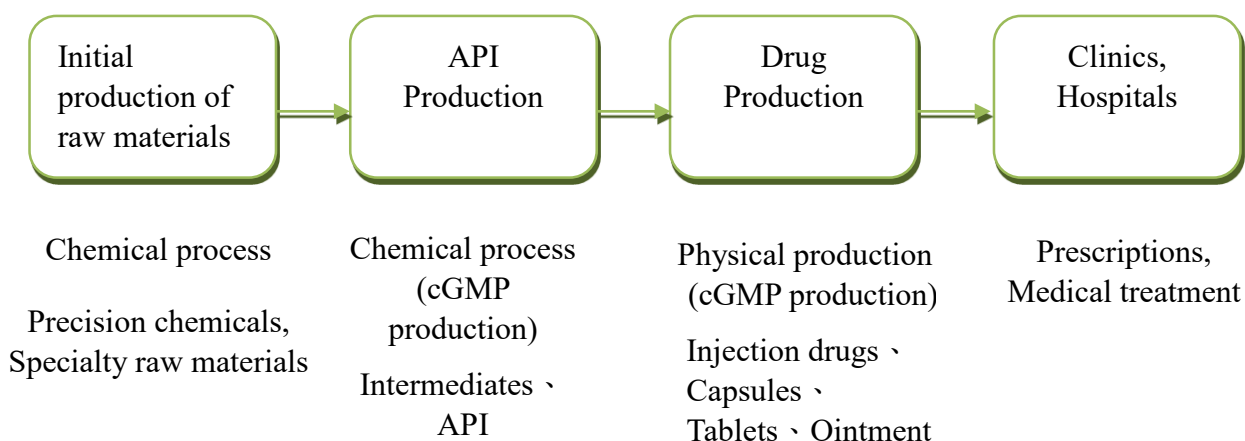 Initial
production of
raw materials
API
Production
Drug
Production
Clinics,
Hospitals
Chemical process
Precision chemicals,
Specialty raw materials
Chemical process
(cGMP
production)
Intermediates、
API
Physical production
(cGMP production)
Injection drugs、
Capsules、
Tablets、Ointment
Prescriptions,
Medical treatment